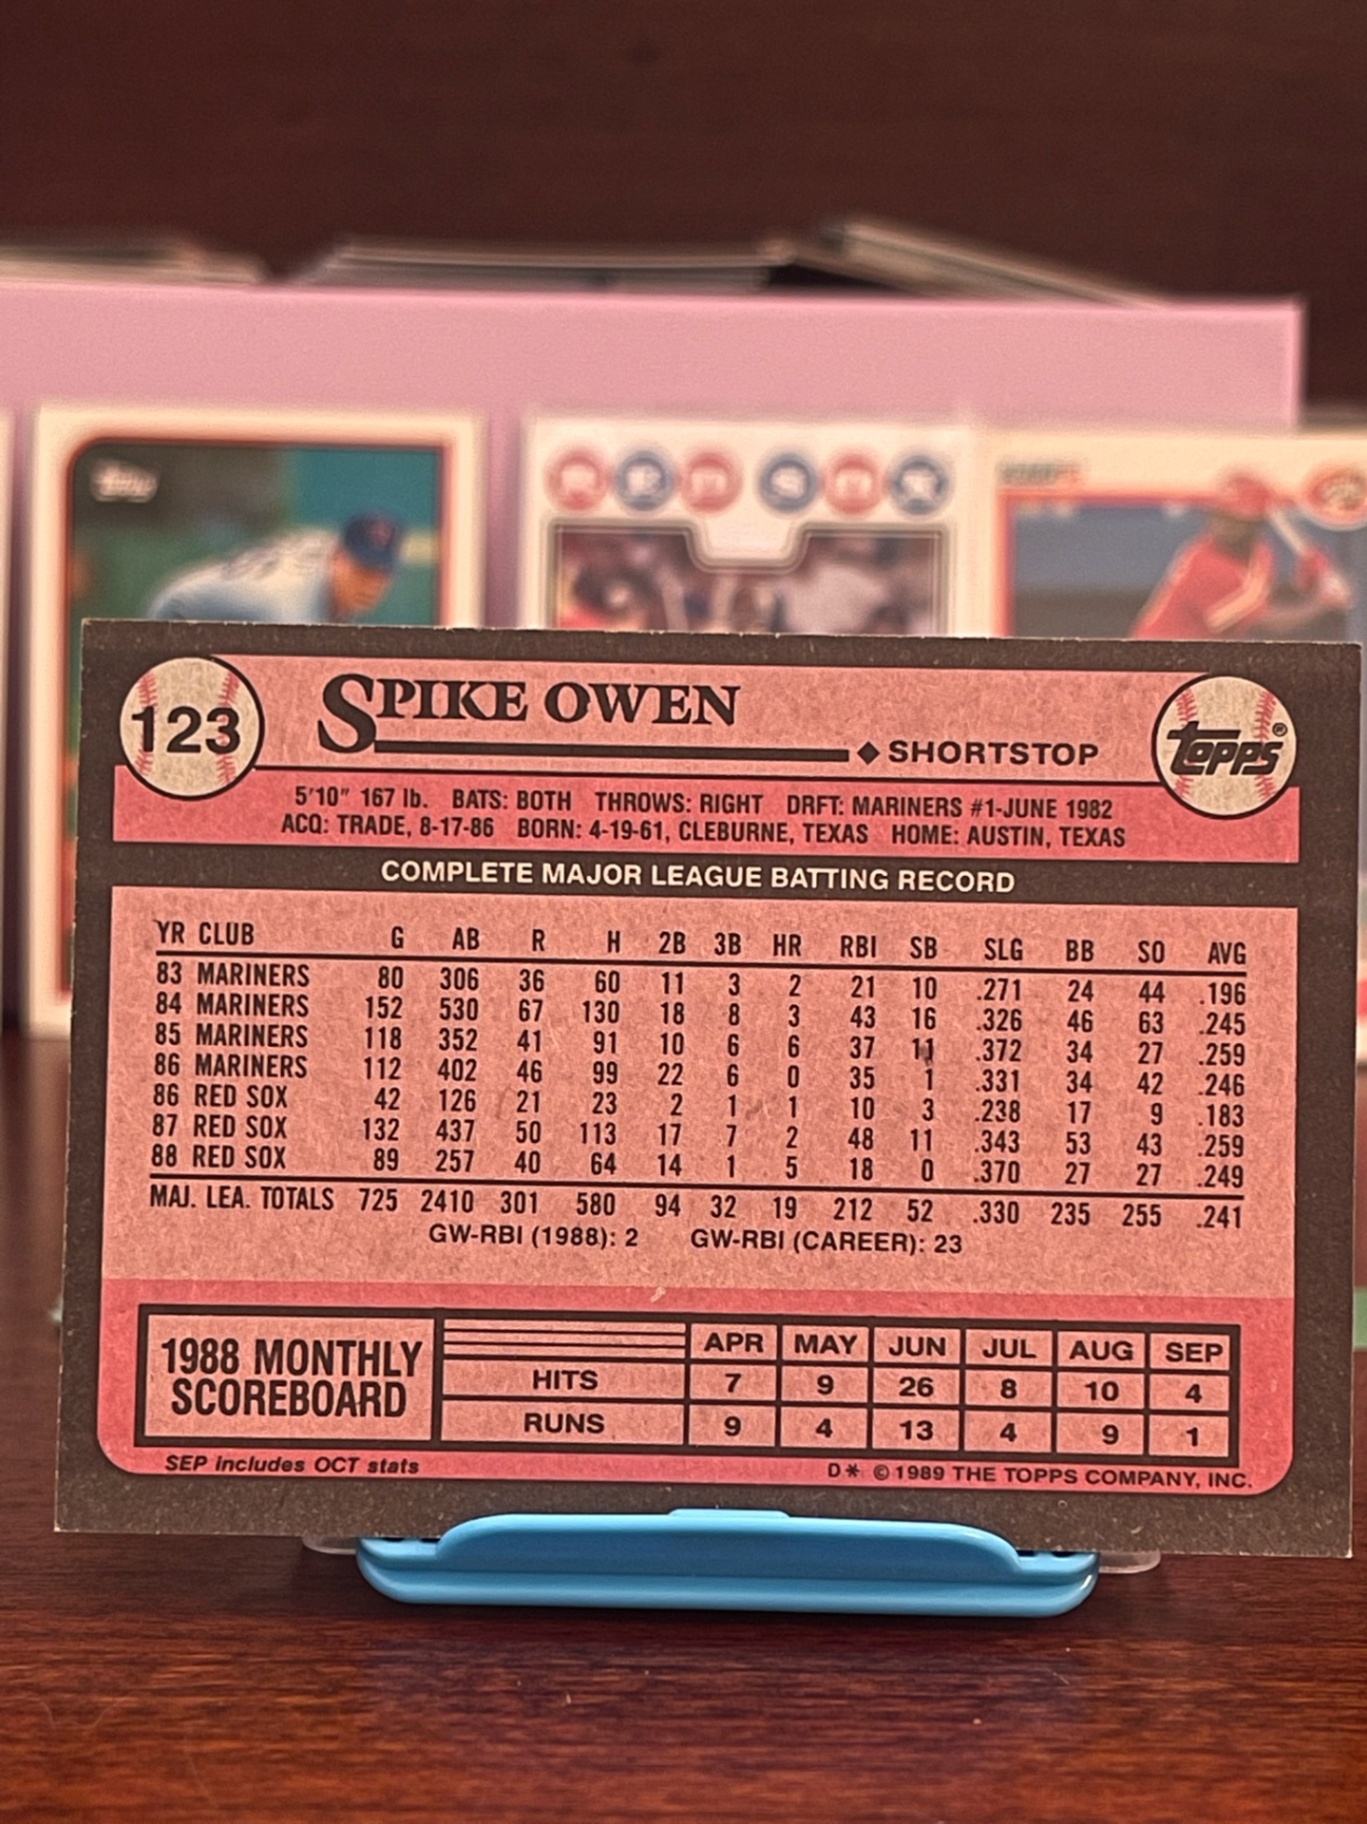 Topps
RED SOX
123
SPIKE OWEN
SHORTSTOP
topps®
5'10" 167 lb. BATS: BOTH THROWS: RIGHT DRFT: MARINERS #1-JUNE 1982
ACQ: TRADE, 8-17-86 BORN: 4-19-61, CLEBURNE, TEXAS HOME: AUSTIN, TEXAS
COMPLETE MAJOR LEAGUE BATTING RECORD
YR CLUB G AB R H 2B 3B HR RBI SB SLG BB SO AVG
83 MARINERS 80 306 36 60 11 3 2 21 10 .271 24 44 .196
84 MARINERS 152 530 67 130 18 8 3 43 16 .326 46 63 .245
85 MARINERS 118 352 41 91 10 6 6 37 11 .372 34 27 .259
86 MARINERS 112 402 46 99 22 6 0 35 1 .331 34 42 .246
86 RED SOX 42 126 21 23 2 1 1 10 3 .238 17 9 .183
87 RED SOX 132 437 50 113 17 7 2 48 11 .343 53 43 .259
88 RED SOX 89 257 40 64 14 1 5 18 0 .370 27 27 .249
MAJ. LEA. TOTALS 725 2410 301 580 94 32 19 212 52 .330 235 255 .241
GW-RBI (1988): 2 GW-RBI (CAREER): 23
1988 MONTHLY
SCOREBOARD
APR MAY JUN JUL AUG SEP
HITS 7 9 26 8 10 4
RUNS 9 4 13 4 9 1
SEP includes OCT stats
D* ©1989 THE TOPPS COMPANY, INC.